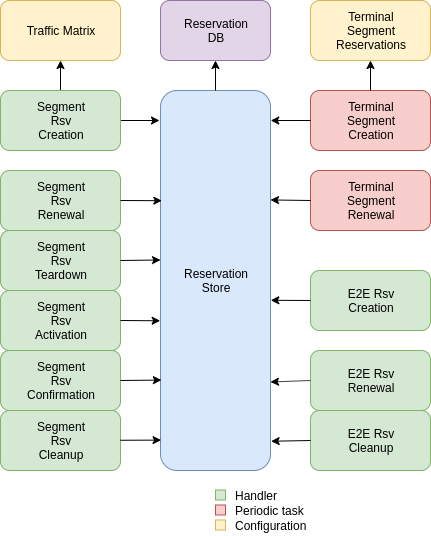 Traffic Matrix
Reservation
DB
Terminal
Segment
Reservations
Segment
Rsv
Creation
Terminal
Segment
Creation
Segment
Rsv
Renewal
Terminal
Segment
Renewal
Segment
Rsv
Teardown
Reservation
Store
Segment
Rsv
Activation
E2E Rsv
Creation
Segment
Rsv
Confirmation
E2E Rsv
Renewal
Segment
Rsv
Cleanup
E2E Rsv
Cleanup
Handler
Periodic task
Configuration